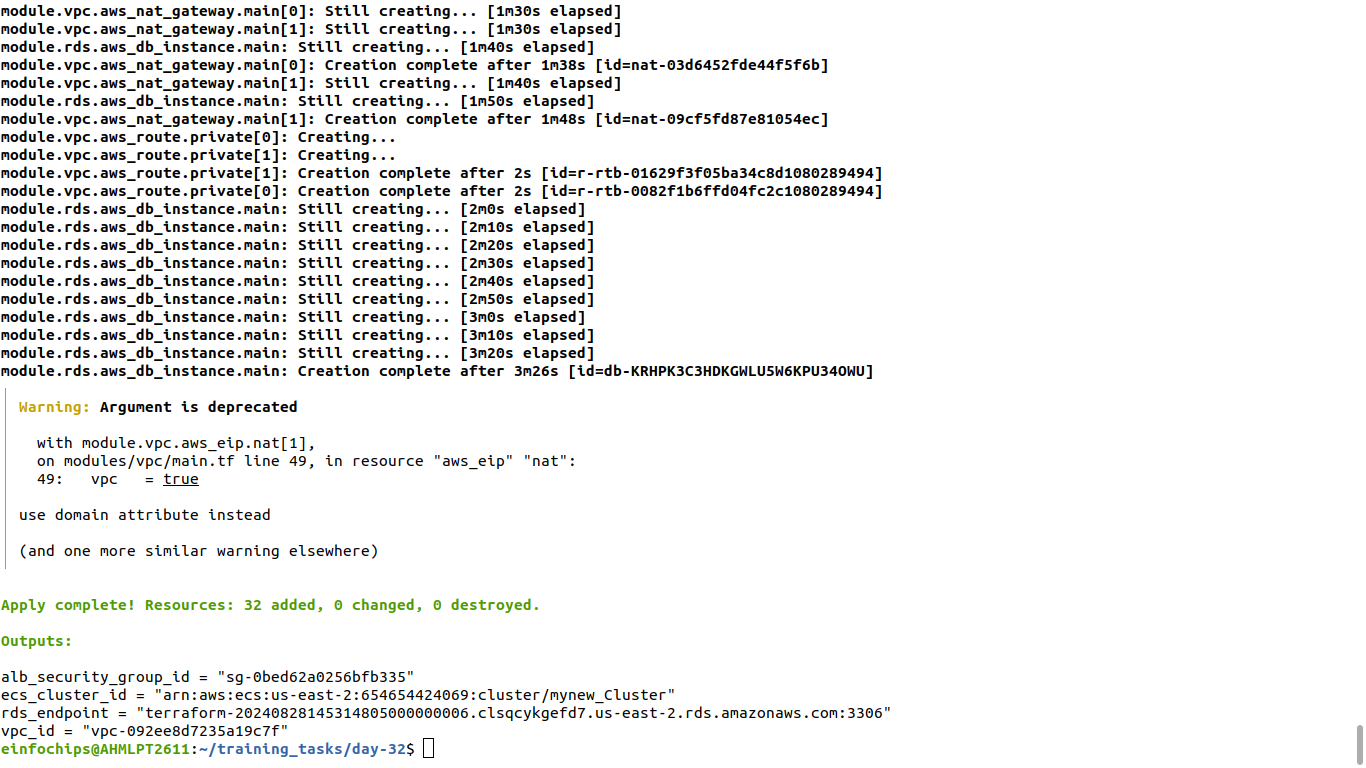 module.vpc.aws_nat_gateway.main[0]: Still creating... [1m30s elapsed]
module.vpc.aws_nat_gateway.main[1]: Still creating... [1m30s elapsed]
module.rds.aws_db_instance.main: Still creating... [1m40s elapsed]
module.vpc.aws_nat_gateway.main[0]: Creation complete after 1m38s [id=nat-03d6452fde44f5f6b]
module.vpc.aws_nat_gateway.main[1]: Still creating... [1m40s elapsed]
module.rds.aws_db_instance.main: Still creating... [1m50s elapsed]
module.vpc.aws_nat_gateway.main[1]: Creation complete after 1m48s [id=nat-09cf5fd87e81054ec]
module.vpc.aws_route.private[0]: Creating...
module.vpc.aws_route.private[1]: Creating...
module.vpc.aws_route.private[1]: Creation complete after 2s [id=r-rtb-01629f3f05ba34c8d1080289494]
module.vpc.aws_route.private[0]: Creation complete after 2s [id=r-rtb-0082f1b6ffd04fc2c1080289494]
module.rds.aws_db_instance.main: Still creating... [2m0s elapsed]
module.rds.aws_db_instance.main: Still creating... [2m10s elapsed]
module.rds.aws_db_instance.main: Still creating... [2m20s elapsed]
module.rds.aws_db_instance.main: Still creating... [2m30s elapsed]
module.rds.aws_db_instance.main: Still creating... [2m40s elapsed]
module.rds.aws_db_instance.main: Still creating... [2m50s elapsed]
module.rds.aws_db_instance.main: Still creating... [3m0s elapsed]
module.rds.aws_db_instance.main: Still creating... [3m10s elapsed]
module.rds.aws_db_instance.main: Still creating... [3m20s elapsed]
module.rds.aws_db_instance.main: Creation complete after 3m26s [id=db-KRHPK3C3HDKGWLU5W6KPU34OWU]
Warning: Argument is deprecated
with module.vpc.aws_eip.nat[1],
on modules/vpc/main.tf line 49, in resource "aws_eip" "nat":
49:   vpc   = true
use domain attribute instead
(and one more similar warning elsewhere)
Apply complete! Resources: 32 added, 0 changed, 0 destroyed.
Outputs:
alb_security_group_id = "sg-0bed62a0256bfb335"
ecs_cluster_id = "arn:aws:ecs:us-east-2:654654424069:cluster/mynew_Cluster"
rds_endpoint = "terraform-20240828145314805000000006.clsqcykgefd7.us-east-2.rds.amazonaws.com:3306"
vpc_id = "vpc-092ee8d7235a19c7f"
einfochips@AHMLPT2611:~/training_tasks/day-32$